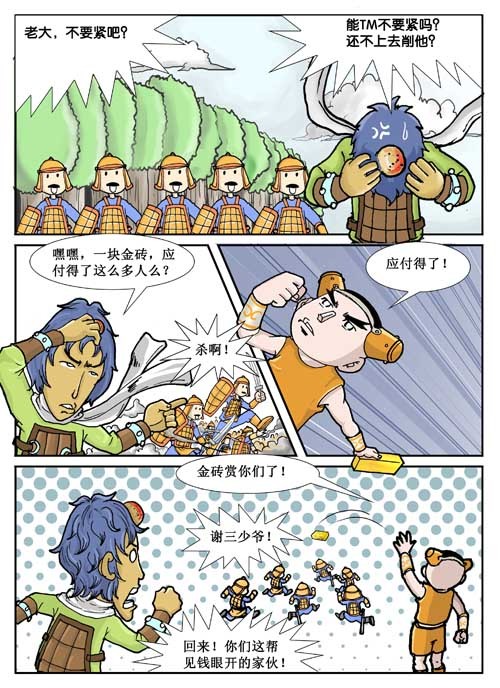 老大，不要紧吧？
能TM不要紧吗？
还不上去削他？
嘿嘿，一块金砖，应
付得了这么多人么？
应付得了！
杀啊！
金砖赏你们了！
谢三少爷！
回来！你们这帮
见钱眼开的家伙！